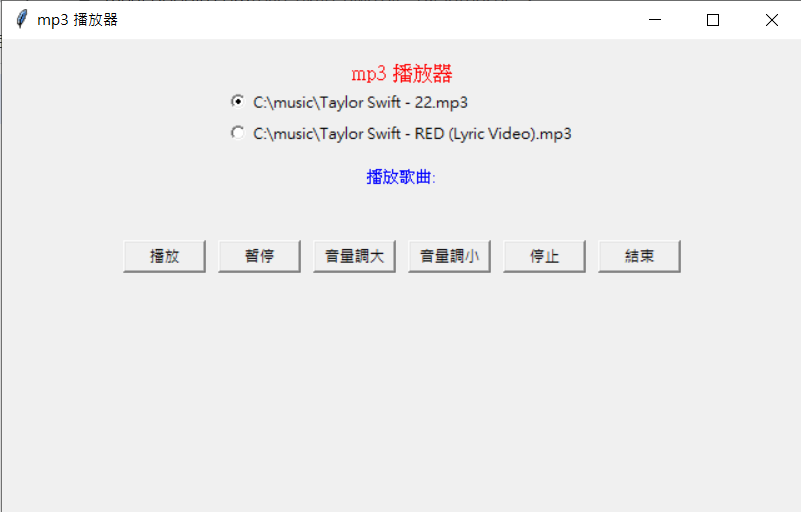 mp3 播放器
mp3 播放器
C:\music\Taylor Swift - 22.mp3
C:\music\Taylor Swift - RED (Lyric Video).mp3
播放歌曲:
播放 暫停 音量調大 音量調小 停止 結束